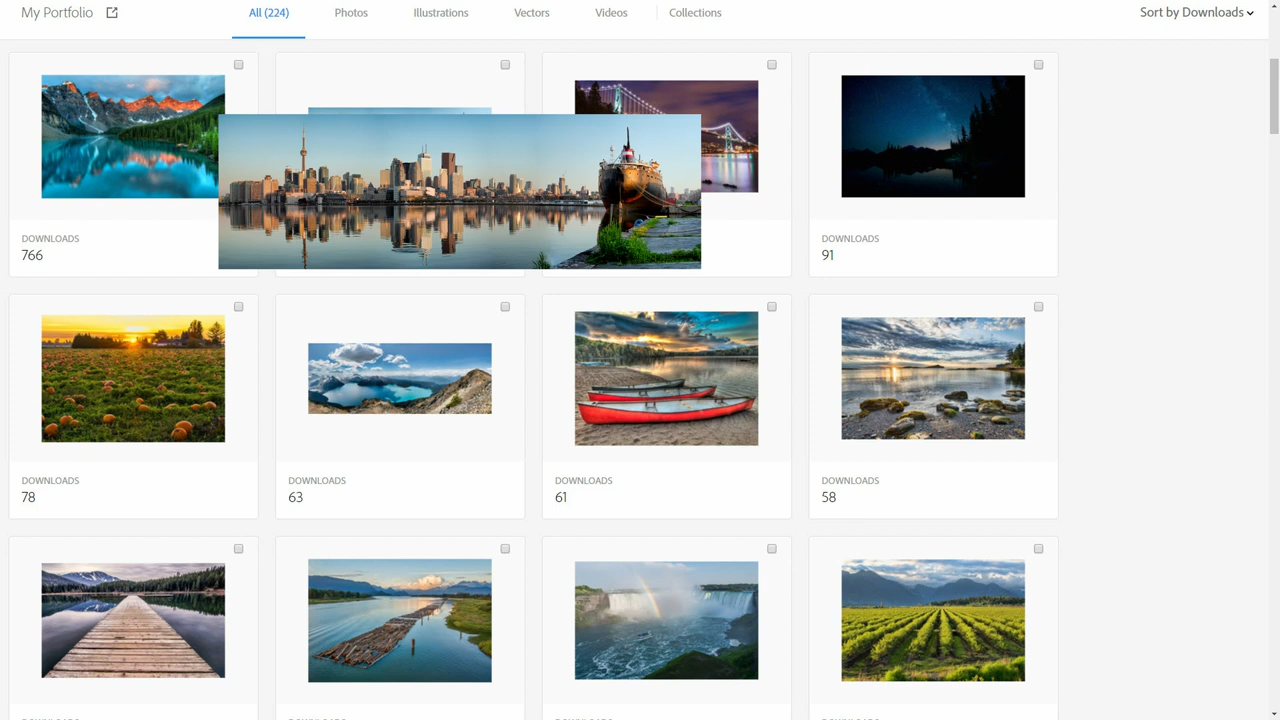 My Portfolio
All (224)
Photos
Illustrations
Vectors
Videos
Collections
Sort by Downloads
DOWNLOADS
766
DOWNLOADS
91
DOWNLOADS
78
DOWNLOADS
63
DOWNLOADS
61
DOWNLOADS
58